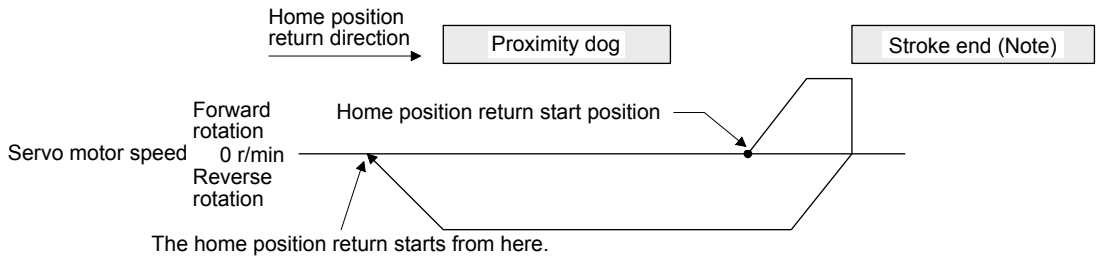 Home position
return direction
Proximity dog
Stroke end (Note)
Forward
rotation
Home position return start position
Servo motor speed
0 r/min
Reverse
rotation
The home position return starts from here.